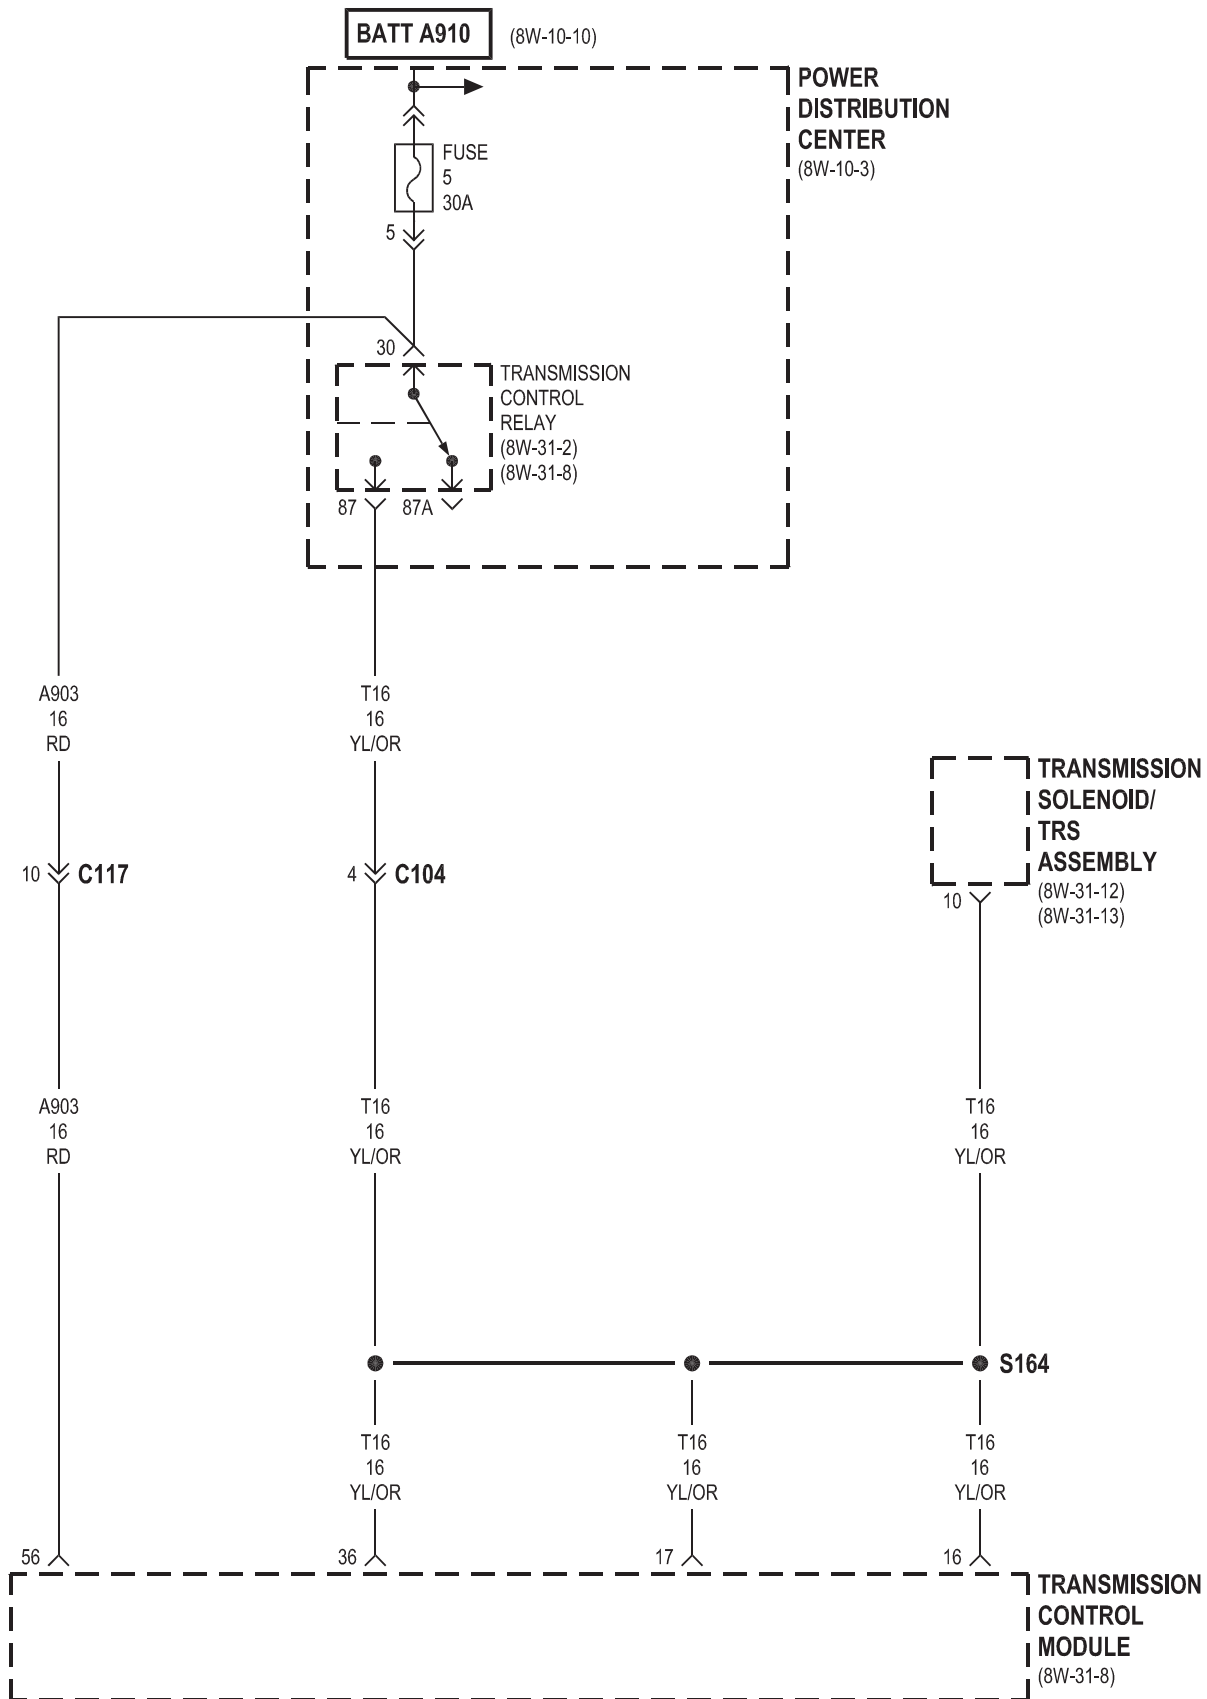 BATT A910 (8W-10-10)
POWER
DISTRIBUTION
CENTER
(8W-10-3)
FUSE
5
30A
5
30
TRANSMISSION
CONTROL
RELAY
(8W-31-2)
(8W-31-8)
87 87A
A903
16
RD
T16
16
YL/OR
TRANSMISSION
SOLENOID/
TRS
ASSEMBLY
(8W-31-12)
(8W-31-13)
10 C117
4 C104
10
A903
16
RD
T16
16
YL/OR
T16
16
YL/OR
S164
T16
16
YL/OR
T16
16
YL/OR
T16
16
YL/OR
56 36 17 16
TRANSMISSION
CONTROL
MODULE
(8W-31-8)